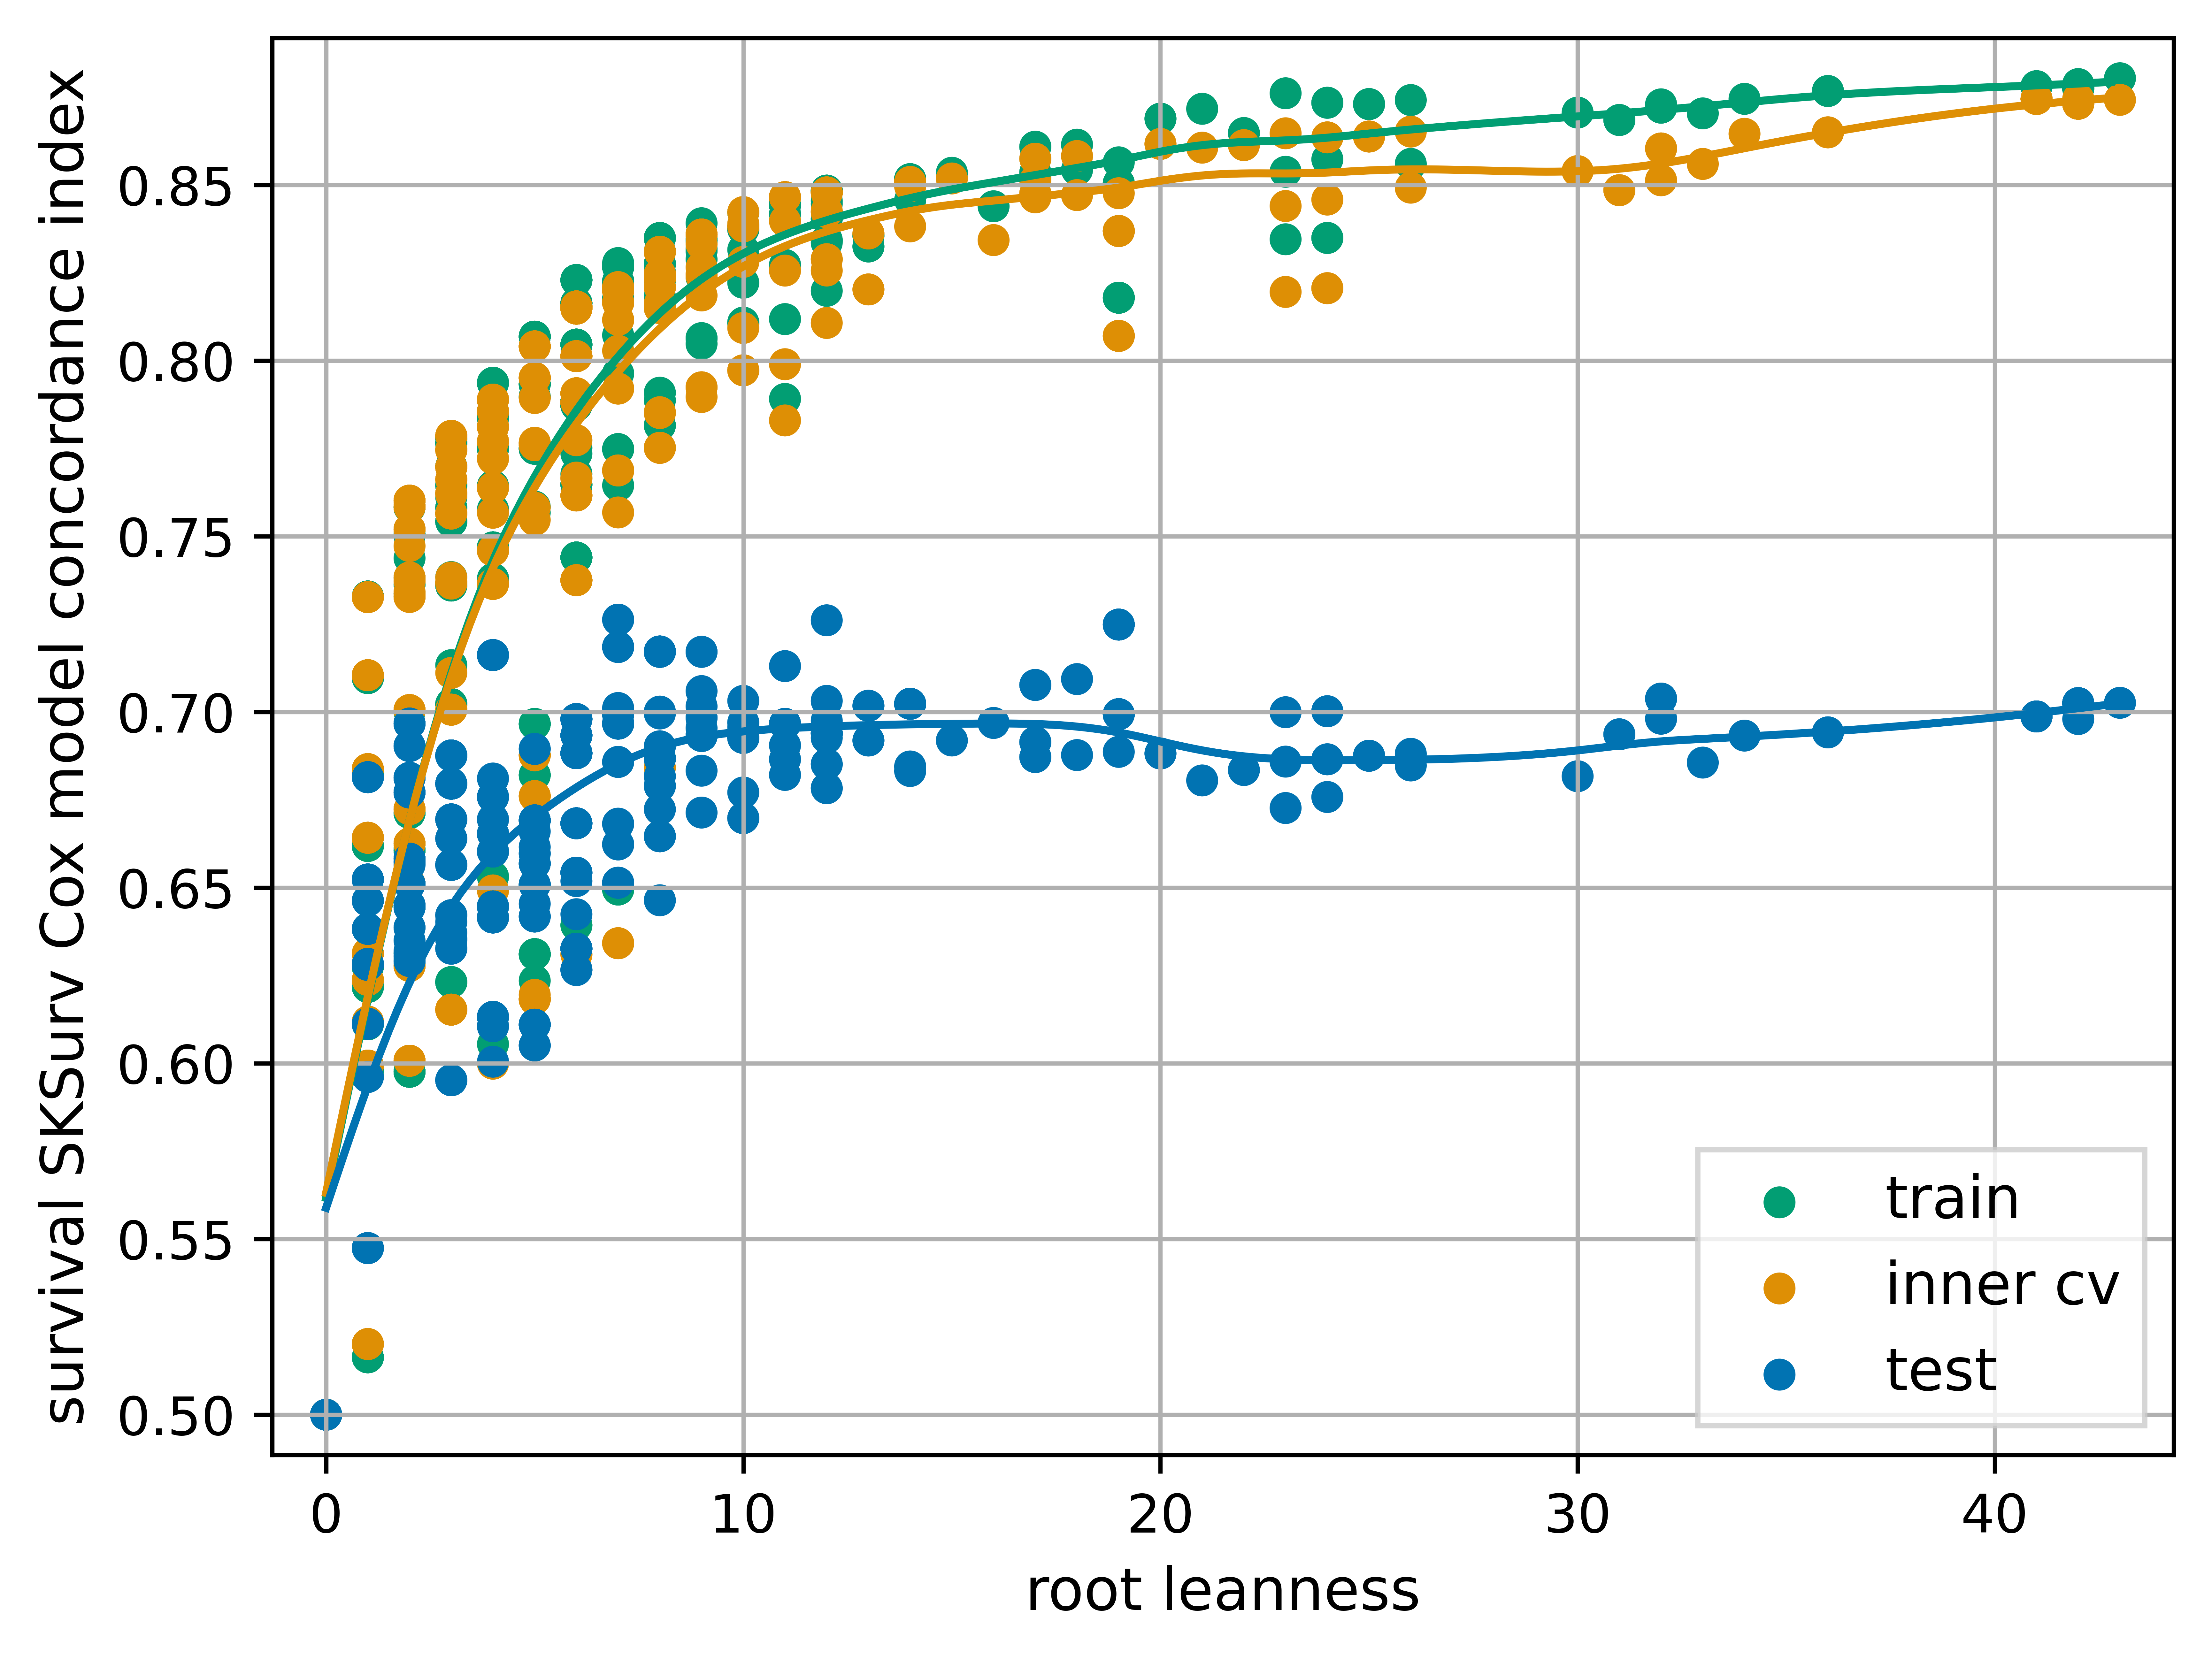 survival SKSurv Cox model concordance index
0.85
0.80
0.75
0.70
0.65
0.60
0.55
0.50
train
inner cv
test
0 10 20 30 40
root leanness